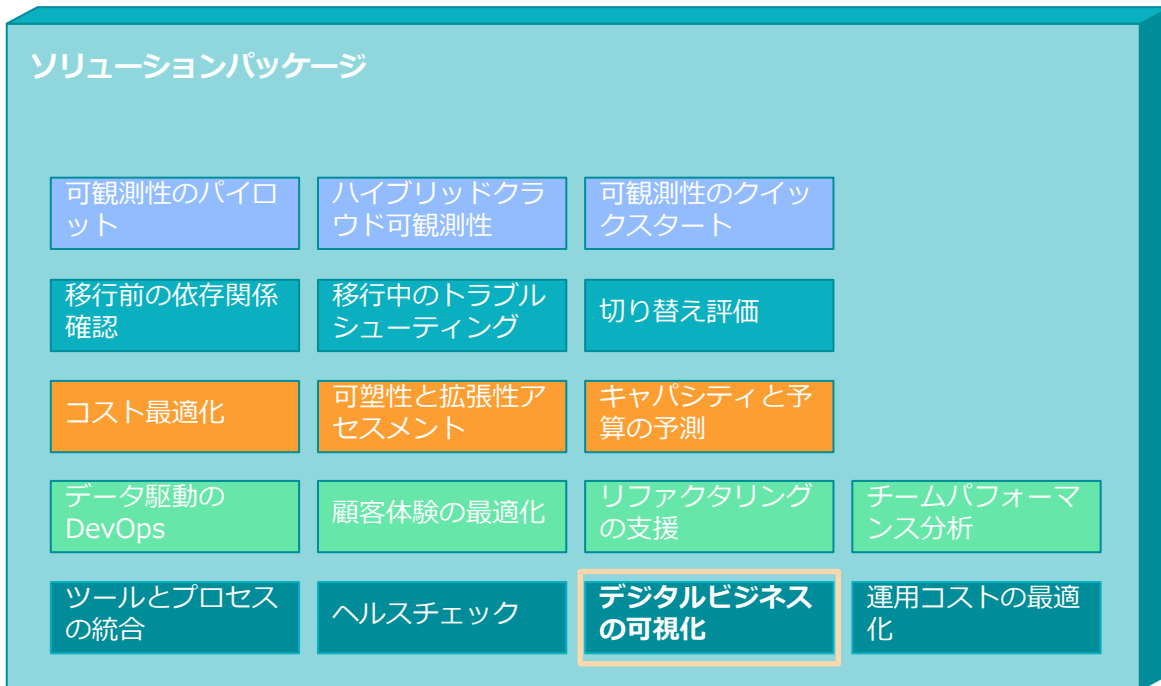 ソリューションパッケージ
可観測性のパイロ
ット
ハイブリッドクラ
ウド可観測性
可観測性のクイッ
クスタート
移行前の依存関係
確認
移行中のトラブル
シューティング
切り替え評価
コスト最適化
可塑性と拡張性ア
セスメント
キャパシティと予
算の予測
データ駆動の
DevOps
顧客体験の最適化
リファクタリング
の支援
チームパフォーマ
ンス分析
ツールとプロセス
の統合
ヘルスチェック
デジタルビジネス
の可視化
運用コストの最適
化